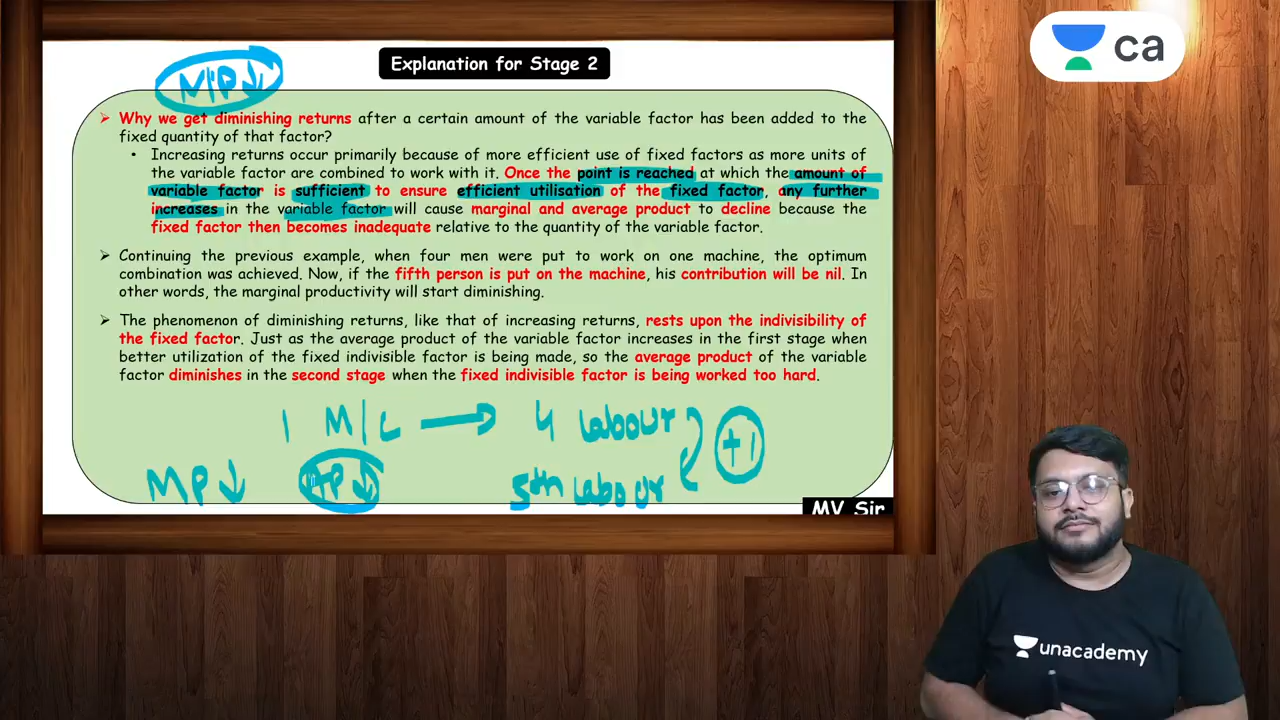 Explanation for Stage 2
ca
MP↓
➢ Why we get diminishing returns after a certain amount of the variable factor has been added to the
fixed quantity of that factor?
• Increasing returns occur primarily because of more efficient use of fixed factors as more units of
the variable factor are combined to work with it. Once the point is reached at which the amount of
variable factor is sufficient to ensure efficient utilisation of the fixed factor, any further
increases in the variable factor will cause marginal and average product to decline because the
fixed factor then becomes inadequate relative to the quantity of the variable factor.
➢ Continuing the previous example, when four men were put to work on one machine, the optimum
combination was achieved. Now, if the fifth person is put on the machine, his contribution will be nil. In
other words, the marginal productivity will start diminishing.
➢ The phenomenon of diminishing returns, like that of increasing returns, rests upon the indivisibility of
the fixed factor. Just as the average product of the variable factor increases in the first stage when
better utilization of the fixed indivisible factor is being made, so the average product of the variable
factor diminishes in the second stage when the fixed indivisible factor is being worked too hard.
1 M/C → 4 labour
+1
MP↓
5th labour
MV Sir
unacademy